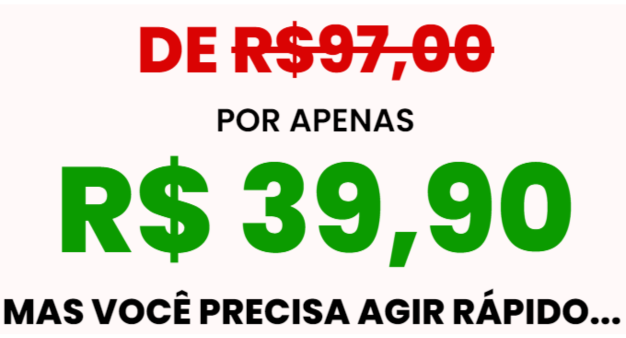 DE R$97,00
POR APENAS
R$ 39,90
MAS VOCÊ PRECISA AGIR RÁPIDO...